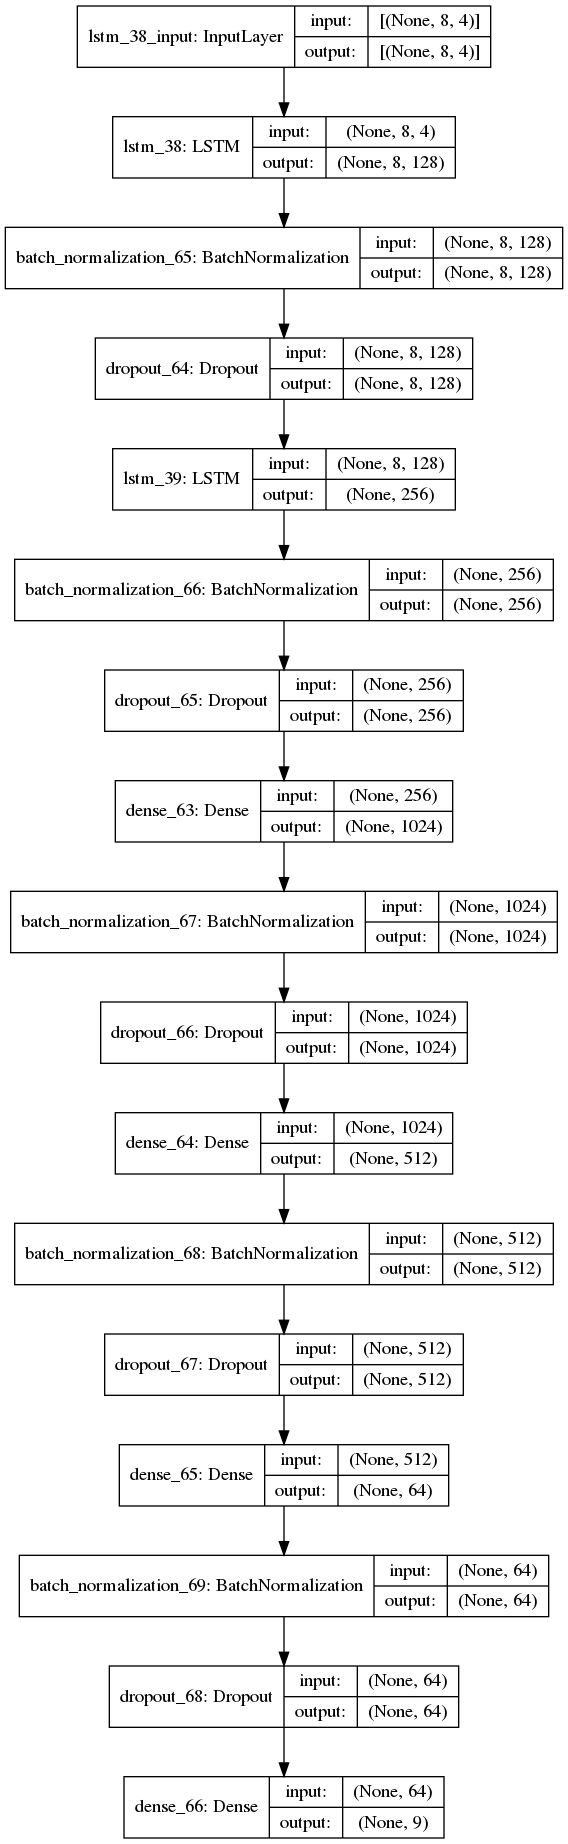 lstm_38_input: InputLayer
input:
[(None, 8, 4)]
output:
[(None, 8, 4)]
lstm_38: LSTM
input:
(None, 8, 4)
output:
(None, 8, 128)
batch_normalization_65: BatchNormalization
input:
(None, 8, 128)
output:
(None, 8, 128)
dropout_64: Dropout
input:
(None, 8, 128)
output:
(None, 8, 128)
lstm_39: LSTM
input:
(None, 8, 128)
output:
(None, 256)
batch_normalization_66: BatchNormalization
input:
(None, 256)
output:
(None, 256)
dropout_65: Dropout
input:
(None, 256)
output:
(None, 256)
dense_63: Dense
input:
(None, 256)
output:
(None, 1024)
batch_normalization_67: BatchNormalization
input:
(None, 1024)
output:
(None, 1024)
dropout_66: Dropout
input:
(None, 1024)
output:
(None, 1024)
dense_64: Dense
input:
(None, 1024)
output:
(None, 512)
batch_normalization_68: BatchNormalization
input:
(None, 512)
output:
(None, 512)
dropout_67: Dropout
input:
(None, 512)
output:
(None, 512)
dense_65: Dense
input:
(None, 512)
output:
(None, 64)
batch_normalization_69: BatchNormalization
input:
(None, 64)
output:
(None, 64)
dropout_68: Dropout
input:
(None, 64)
output:
(None, 64)
dense_66: Dense
input:
(None, 64)
output:
(None, 9)